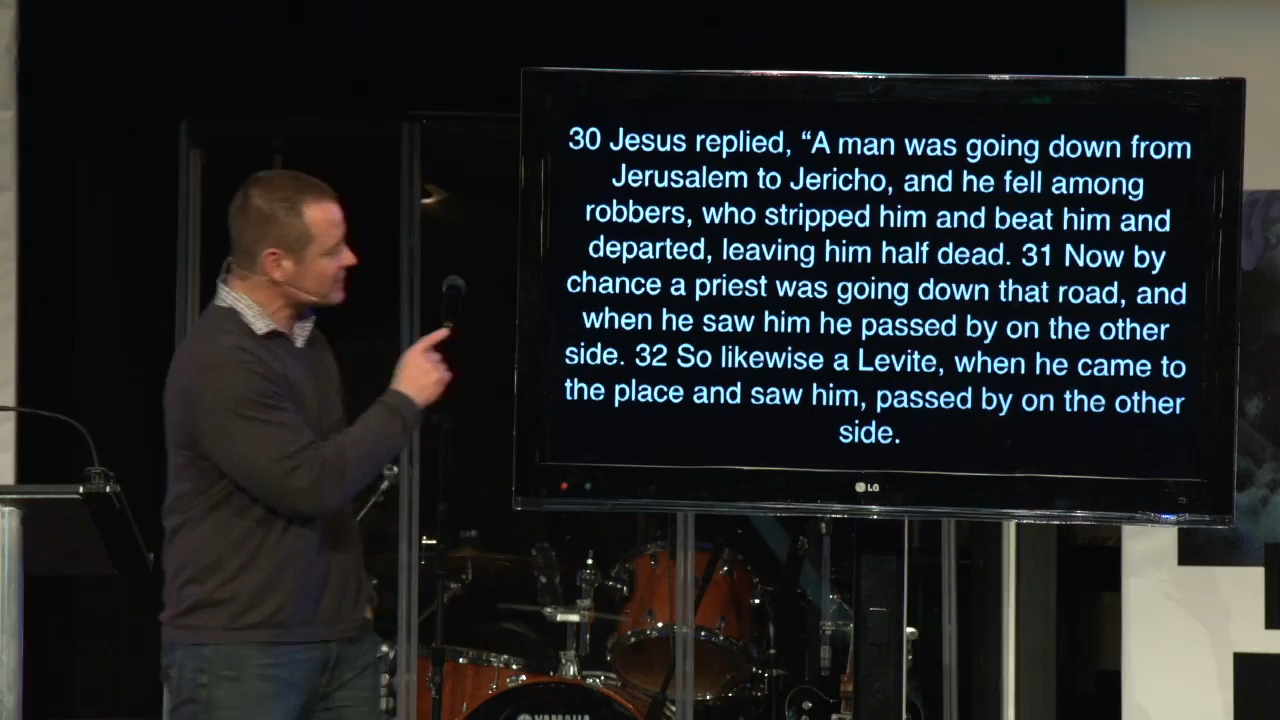 30 Jesus replied, “A man was going down from
Jerusalem to Jericho, and he fell among
robbers, who stripped him and beat him and
departed, leaving him half dead. 31 Now by
chance a priest was going down that road, and
when he saw him he passed by on the other
side. 32 So likewise a Levite, when he came to
the place and saw him, passed by on the other
side.
LG
YAMAHA